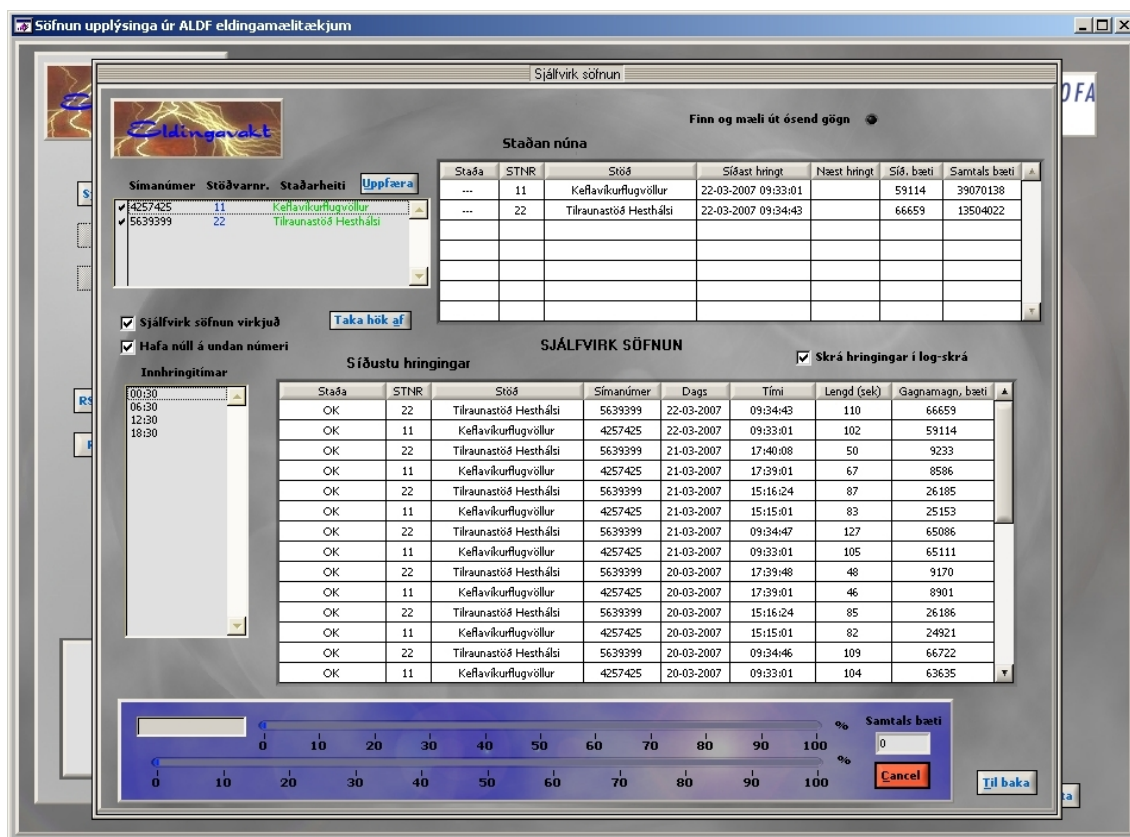 Söfnun upplýsinga úr ALDF eldingamælitækjum
Sjálfvirk söfnun
Eldingavakt
Finn og mæli út ósend gögn
Staðan núna
Staða STNR Stöð Síðast hringt Næst hringt Síð. bæti Samtals bæti
--- 11 Keflavíkurflugvöllur 22-03-2007 09:33:01 59114 39070138
--- 22 Tilraunastöð Hesthálsi 22-03-2007 09:34:43 66659 13504022
Símanúmer Stöðvarnr. Staðarheiti Uppfæra
4257425 11 Keflavíkurflugvöllur
5639399 22 Tilraunastöð Hesthálsi
Sjálfvirk söfnun virkjuð Taka hök af
Hafa núll á undan númeri
SJÁLFVIRK SÖFNUN
Skrá hringingar í log-skrá
Síðustu hringingar
Innhringitímar
00:30
06:30
12:30
18:30
Staða STNR Stöð Símanúmer Dags Tími Lengd (sek) Gagnamagn, bæti
OK 22 Tilraunastöð Hesthálsi 5639399 22-03-2007 09:34:43 110 66659
OK 11 Keflavíkurflugvöllur 4257425 22-03-2007 09:33:01 102 59114
OK 22 Tilraunastöð Hesthálsi 5639399 21-03-2007 17:40:08 50 9233
OK 11 Keflavíkurflugvöllur 4257425 21-03-2007 17:39:01 67 8586
OK 22 Tilraunastöð Hesthálsi 5639399 21-03-2007 15:16:24 87 26185
OK 11 Keflavíkurflugvöllur 4257425 21-03-2007 15:15:01 83 25153
OK 22 Tilraunastöð Hesthálsi 5639399 21-03-2007 09:34:47 127 65086
OK 11 Keflavíkurflugvöllur 4257425 21-03-2007 09:33:01 105 65111
OK 22 Tilraunastöð Hesthálsi 5639399 20-03-2007 17:39:48 48 9170
OK 11 Keflavíkurflugvöllur 4257425 20-03-2007 17:39:01 46 8901
OK 22 Tilraunastöð Hesthálsi 5639399 20-03-2007 15:16:24 85 26186
OK 11 Keflavíkurflugvöllur 4257425 20-03-2007 15:15:01 82 24921
OK 22 Tilraunastöð Hesthálsi 5639399 20-03-2007 09:34:46 109 66722
OK 11 Keflavíkurflugvöllur 4257425 20-03-2007 09:33:01 104 63635
% Samtals bæti
0 10 20 30 40 50 60 70 80 90 100 0
%
0 10 20 30 40 50 60 70 80 90 100 Cancel
Til baka